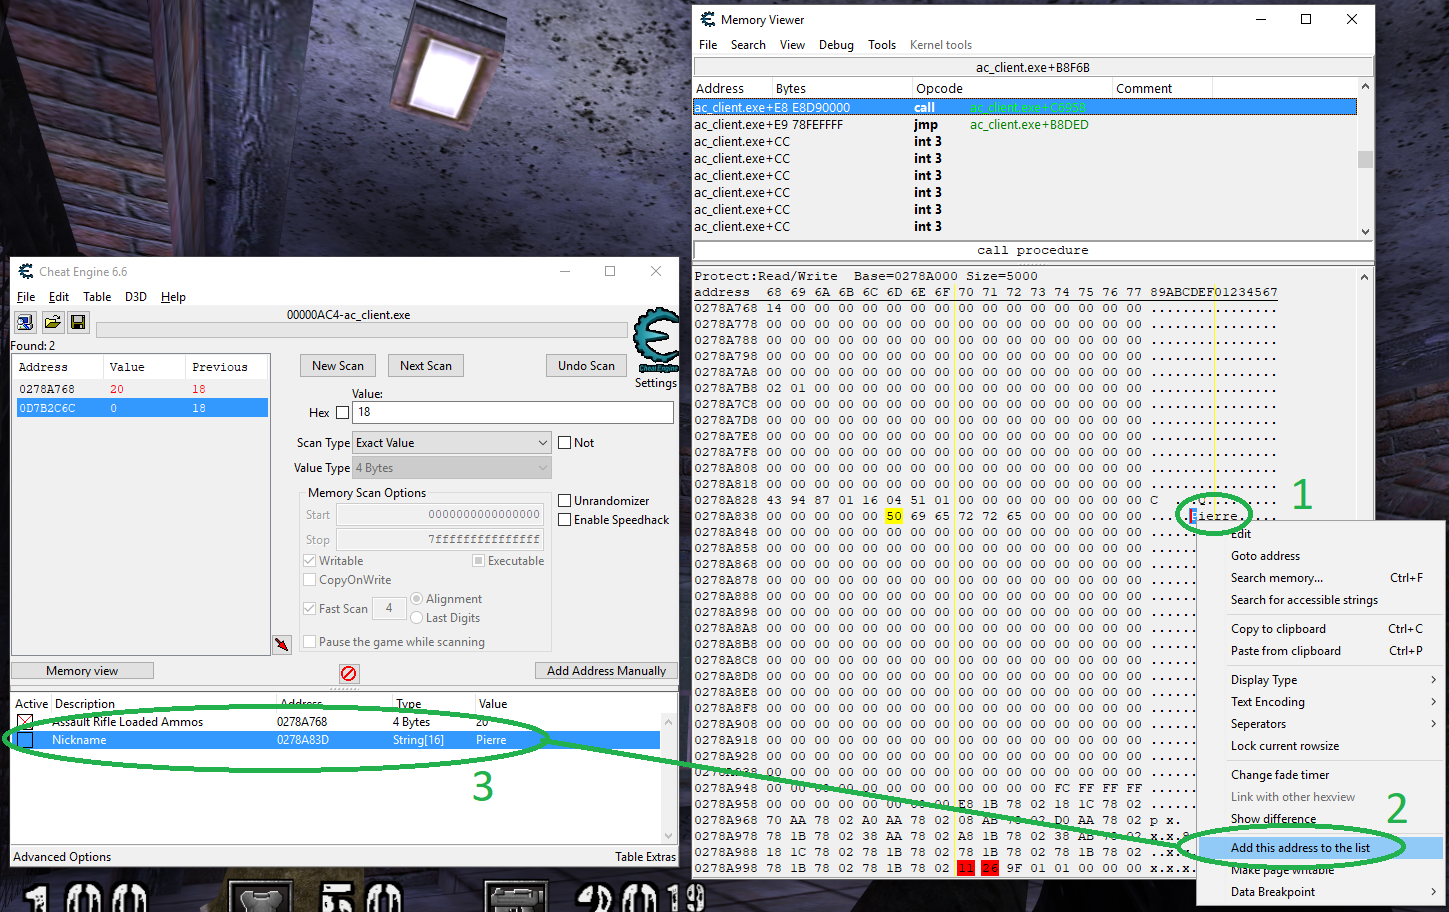 Memory Viewer
File Search View Debug Tools Kernel tools
ac_client.exe+B8F6B
Address Bytes Opcode Comment
ac_client.exe+E8 E8D90000 call
ac_client.exe+E9 78FEFFFF jmp ac_client.exe+B8DED
ac_client.exe+CC int 3
ac_client.exe+CC int 3
ac_client.exe+CC int 3
ac_client.exe+CC int 3
ac_client.exe+CC int 3
ac_client.exe+CC int 3
call procedure
Protect:Read/Write Base=0278A000 Size=5000
address 68 69 6A 6B 6C 6D 6E 6F 70 71 72 73 74 75 76 77 89ABCDEF01234567
0278A768 14 00 00 00 00 00 00 00 00 00 00 00 00 00 00 00 ................
0278A778 00 00 00 00 00 00 00 00 00 00 00 00 00 00 00 00 ................
0278A788 00 00 00 00 00 00 00 00 00 00 00 00 00 00 00 00 ................
0278A798 00 00 00 00 00 00 00 00 00 00 00 00 00 00 00 00 ................
0278A7A8 00 00 00 00 00 00 00 00 00 00 00 00 00 00 00 00 ................
0278A7B8 02 01 00 00 00 00 00 00 00 00 00 00 00 00 00 00 ................
0278A7C8 00 00 00 00 00 00 00 00 00 00 00 00 00 00 00 00 ................
0278A7D8 00 00 00 00 00 00 00 00 00 00 00 00 00 00 00 00 ................
0278A7E8 00 00 00 00 00 00 00 00 00 00 00 00 00 00 00 00 ................
0278A7F8 00 00 00 00 00 00 00 00 00 00 00 00 00 00 00 00 ................
0278A808 00 00 00 00 00 00 00 00 00 00 00 00 00 00 00 00 ................
0278A818 00 00 00 00 00 00 00 00 00 00 00 00 00 00 00 00 ................
0278A828 43 94 87 01 16 04 51 01 00 00 00 00 00 00 00 00 C ... Q.........
0278A838 00 00 00 00 00 50 69 65 72 72 65 00 00 00 00 00 .....ierre.....
1
0278A848 00 00 00 00 00 00 00 00 00 00 00 00 00 00 00 00
0278A858 00 00 00 00 00 00 00 00 00 00 00 00 00 00 00 00
0278A868 00 00 00 00 00 00 00 00 00 00 00 00 00 00 00 00
0278A878 00 00 00 00 00 00 00 00 00 00 00 00 00 00 00 00
0278A888 00 00 00 00 00 00 00 00 00 00 00 00 00 00 00 00
0278A898 00 00 00 00 00 00 00 00 00 00 00 00 00 00 00 00
0278A8A8 00 00 00 00 00 00 00 00 00 00 00 00 00 00 00 00
0278A8B8 00 00 00 00 00 00 00 00 00 00 00 00 00 00 00 00
0278A8C8 00 00 00 00 00 00 00 00 00 00 00 00 00 00 00 00
0278A8D8 00 00 00 00 00 00 00 00 00 00 00 00 00 00 00 00
0278A8E8 00 00 00 00 00 00 00 00 00 00 00 00 00 00 00 00
0278A8F8 00 00 00 00 00 00 00 00 00 00 00 00 00 00 00 00
0278A908 00 00 00 00 00 00 00 00 00 00 00 00 00 00 00 00
0278A918 00 00 00 00 00 00 00 00 00 00 00 00 00 00 00 00
0278A928 00 00 00 00 00 00 00 00 00 00 00 00 00 00 00 00
0278A938 00 00 00 00 00 00 00 00 00 00 00 00 00 00 00 00
0278A948 00 00 00 00 00 00 00 00 00 00 00 00 FC FF FF FF
0278A958 00 00 00 00 00 00 00 00 E8 1B 78 02 18 1C 78 02
0278A968 70 AA 78 02 A0 AA 78 02 08 AB 78 02 D0 AA 78 02 p x.
0278A978 78 1B 78 02 38 AA 78 02 A8 1B 78 02 38 AB 78 02 x.x.8
0278A988 18 1C 78 02 78 1B 78 02 78 1B 78 02 78 1B 78 02 ..x.x
0278A998 78 1B 78 02 78 1B 78 02 11 26 9F 01 01 00 00 00 x.x.x.
Edit
Goto address
Search memory... Ctrl+F
Search for accessible strings
Copy to clipboard Ctrl+C
Paste from clipboard Ctrl+P
Display Type
Text Encoding
Seperators
Lock current rowsize
Change fade timer
Link with other hexview
Show difference
2
Add this address to the list
Make page writable
Data Breakpoint
Cheat Engine 6.6
File Edit Table D3D Help
00000AC4-ac_client.exe
Found: 2
Address Value Previous
0278A768 20 18
0D7B2C6C 0 18
New Scan Next Scan Undo Scan
Cheat Engine
Settings
Value:
Hex 18
Scan Type Exact Value Not
Value Type 4 Bytes
Memory Scan Options
Start 0000000000000000
Stop 7fffffffffffffff
Writable Executable
CopyOnWrite
Fast Scan 4 Alignment
Last Digits
Pause the game while scanning
Unrandomizer
Enable Speedhack
Memory view Add Address Manually
Active Description Address Type Value
Assault Rifle Loaded Ammos 0278A768 4 Bytes 20
Nickname 0278A83D String[16] Pierre
3
Advanced Options Table Extras
100 50 20 19